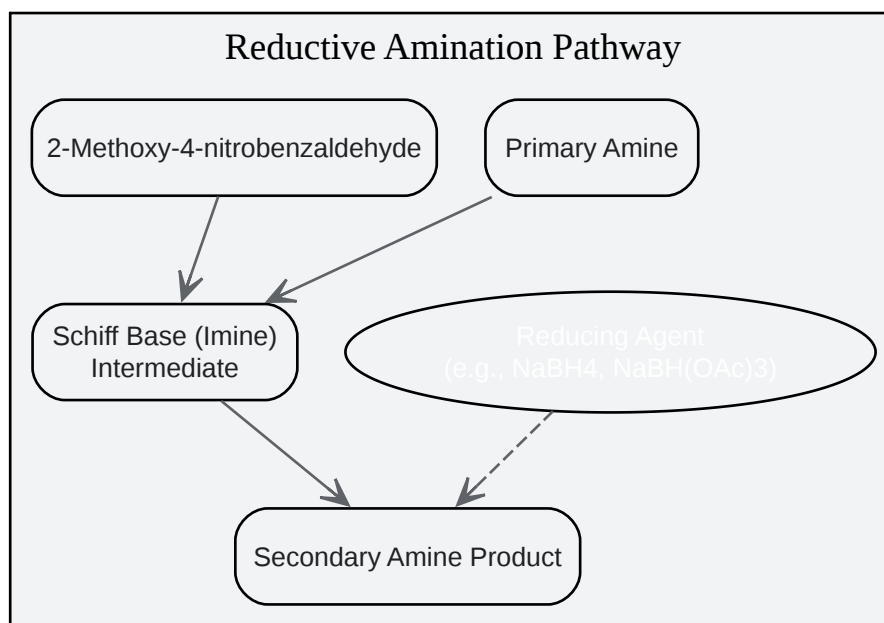 Reductive Amination Pathway
2-Methoxy-4-nitrobenzaldehyde
Primary Amine
Schiff Base (Imine)
Intermediate
Reducing Agent
(e.g., NaBH4, NaBH(OAc)3)
Secondary Amine Product